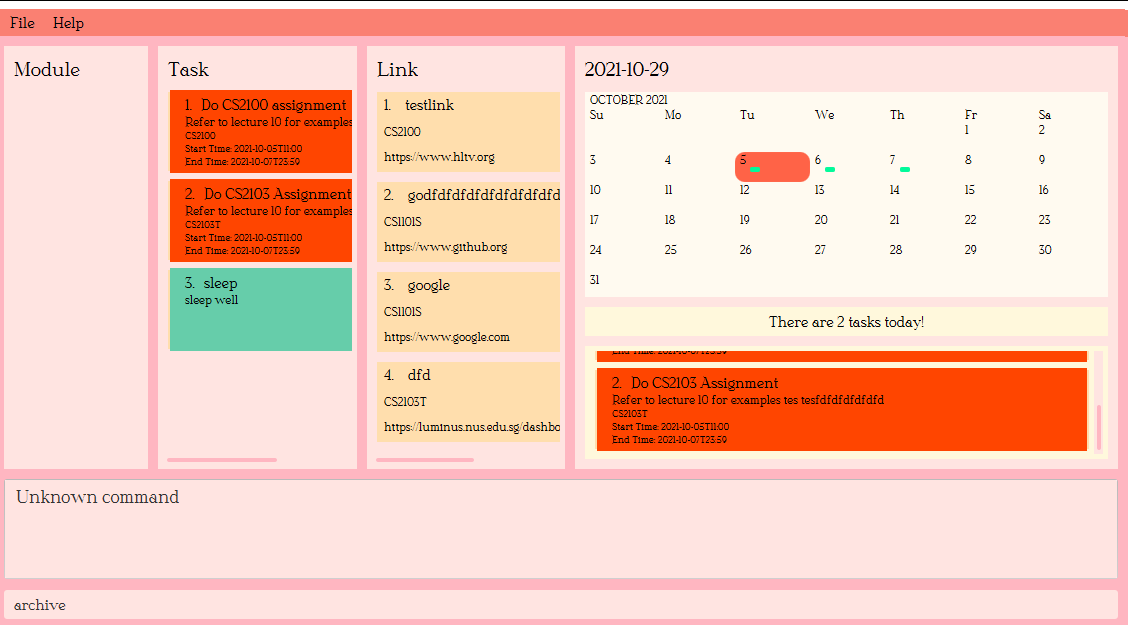 File Help
Module
Task
1. Do CS2100 assignment
Refer to lecture 10 for examples
CS2100
Start Time: 2021-10-05T11:00
End Time: 2021-10-07T23:59
2. Do CS2103 Assignment
Refer to lecture 10 for examples
CS2103T
Start Time: 2021-10-05T11:00
End Time: 2021-10-07T23:59
3. sleep
sleep well
Link
1. testlink
CS2100
https://www.hltv.org
2. godfdfdfdfdfdfdfdfdfd
CS1101S
https://www.github.org
3. google
CS1101S
https://www.google.com
4. dfd
CS2103T
https://luminus.nus.edu.sg/dashbo
2021-10-29
OCTOBER 2021
Su Mo Tu We Th Fr Sa
1 2
3 4 5 6 7 8 9
10 11 12 13 14 15 16
17 18 19 20 21 22 23
24 25 26 27 28 29 30
31
There are 2 tasks today!
End Time: 2021-10-07T23:59
2. Do CS2103 Assignment
Refer to lecture 10 for examples tes tesfdfdfdfdfdfd
CS2103T
Start Time: 2021-10-05T11:00
End Time: 2021-10-07T23:59
Unknown command
archive